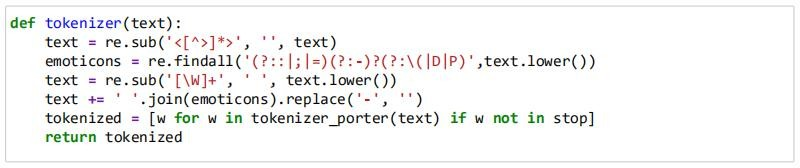 def tokenizer(text):
    text = re.sub('<[^>]*>', '', text)
    emoticons = re.findall('(?::|;|=)(?:-)?(?:\(|D|P)',text.lower())
    text = re.sub('[\W]+', ' ', text.lower())
    text += ' '.join(emoticons).replace('-', '')
    tokenized = [w for w in tokenizer_porter(text) if w not in stop]
    return tokenized